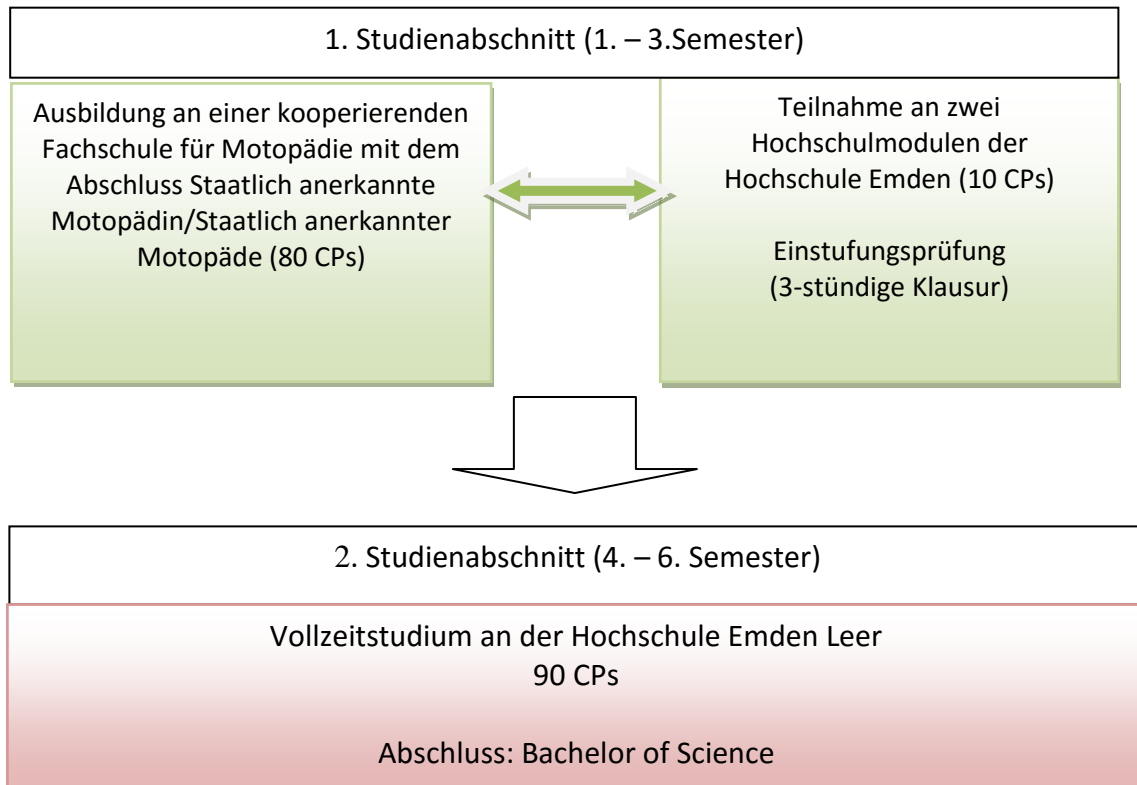 1. Studienabschnitt (1. – 3.Semester)
Ausbildung an einer kooperierenden
Fachschule für Motopädie mit dem
Abschluss Staatlich anerkannte
Motopädin/Staatlich anerkannter
Motopäde (80 CPs)
Teilnahme an zwei
Hochschulmodulen der
Hochschule Emden (10 CPs)
Einstufungsprüfung
(3-stündige Klausur)
2. Studienabschnitt (4. – 6. Semester)
Vollzeitstudium an der Hochschule Emden Leer
90 CPs
Abschluss: Bachelor of Science